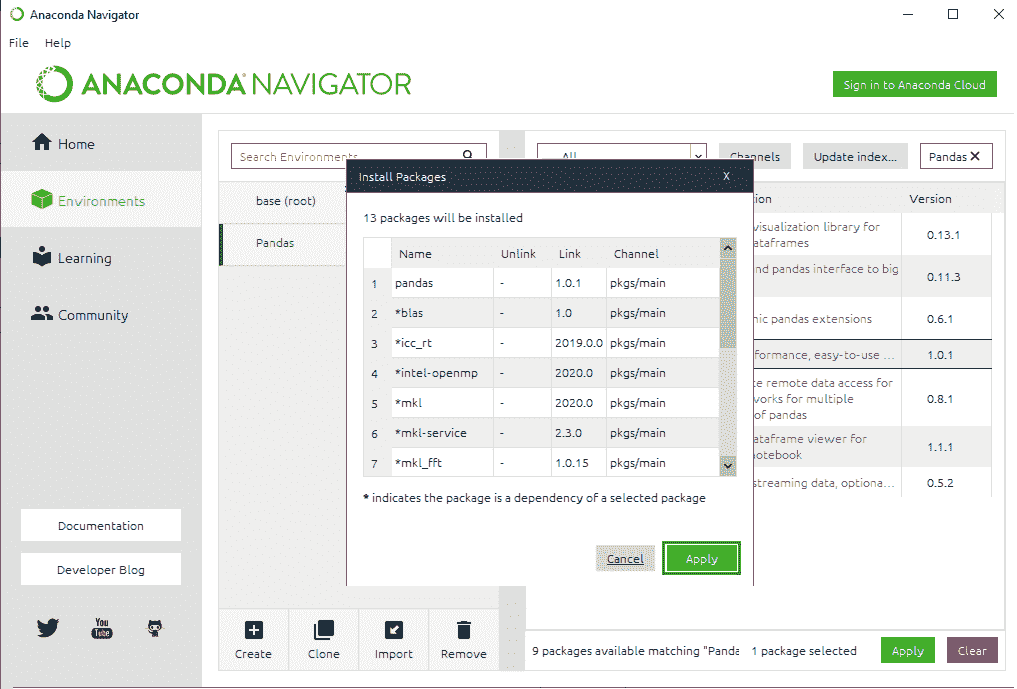 Anaconda Navigator
File Help
ANACONDA NAVIGATOR
Sign in to Anaconda Cloud
Home
Environments
Learning
Community
Documentation
Developer Blog
You
Tube
Search Environments
All
Channels
Update index...
Pandas X
base (root)
Pandas
Install Packages X
13 packages will be installed
Name Unlink Link Channel
1 pandas - 1.0.1 pkgs/main
2 *blas - 1.0 pkgs/main
3 *icc_rt - 2019.0.0 pkgs/main
4 *intel-openmp - 2020.0 pkgs/main
5 *mkl - 2020.0 pkgs/main
6 *mkl-service - 2.3.0 pkgs/main
7 *mkl_fft - 1.0.15 pkgs/main
* indicates the package is a dependency of a selected package
Cancel Apply
Version
visualization library for
dataframes 0.13.1
pandas interface to big 0.11.3
pandas extensions 0.6.1
easy-to-use ... 1.0.1
remote data access for
works for multiple
of pandas 0.8.1
dataframe viewer for
notebook 1.1.1
streaming data, optiona... 0.5.2
Create Clone Import Remove
9 packages available matching "Panda 1 package selected Apply Clear